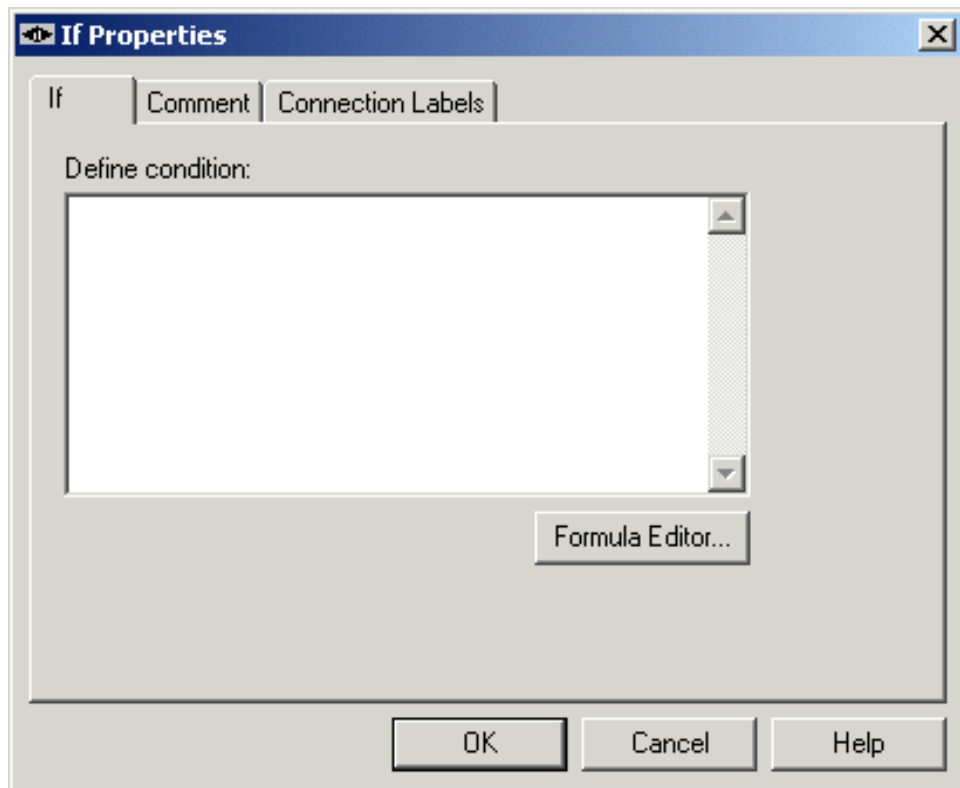 If Properties
If
Comment
Connection Labels
Define condition:
Formula Editor...
OK
Cancel
Help